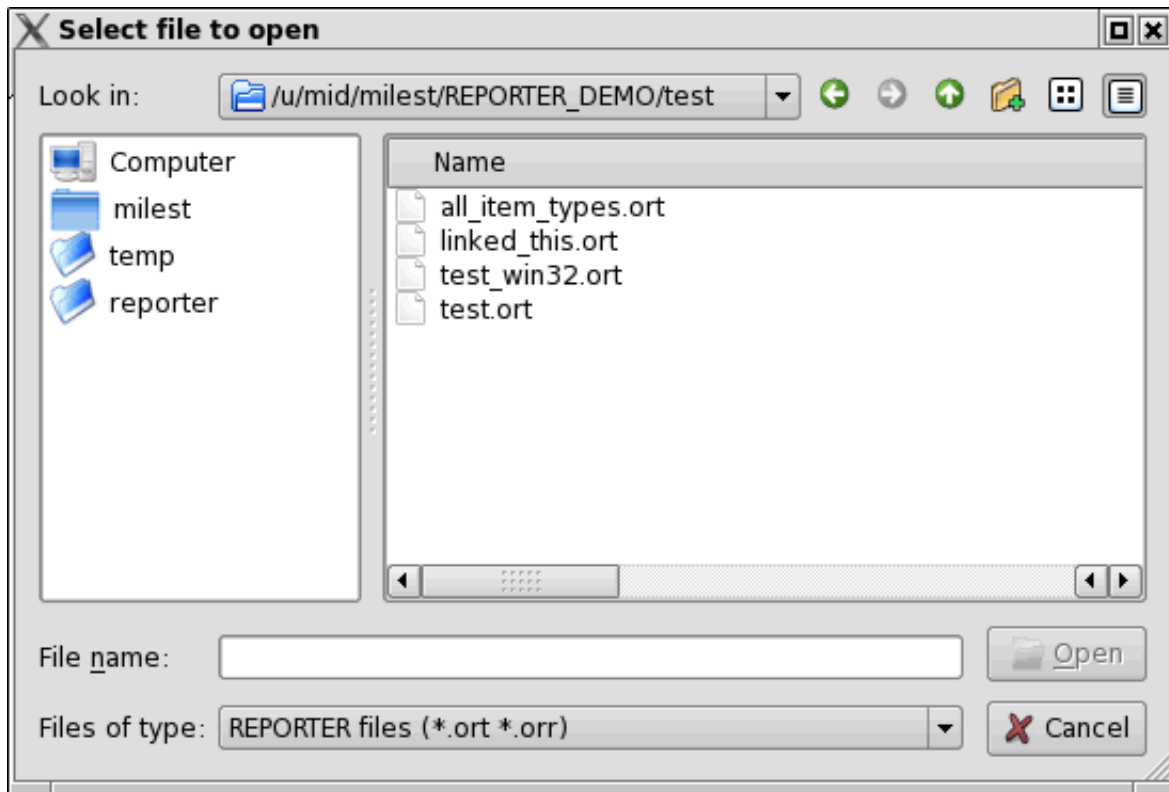 Select file to open
Look in: /u/mid/milest/REPORTER_DEMO/test
Computer
milest
temp
reporter
Name
all_item_types.ort
linked_this.ort
test_win32.ort
test.ort
File name: Open
Files of type: REPORTER files (*.ort *.orr) Cancel